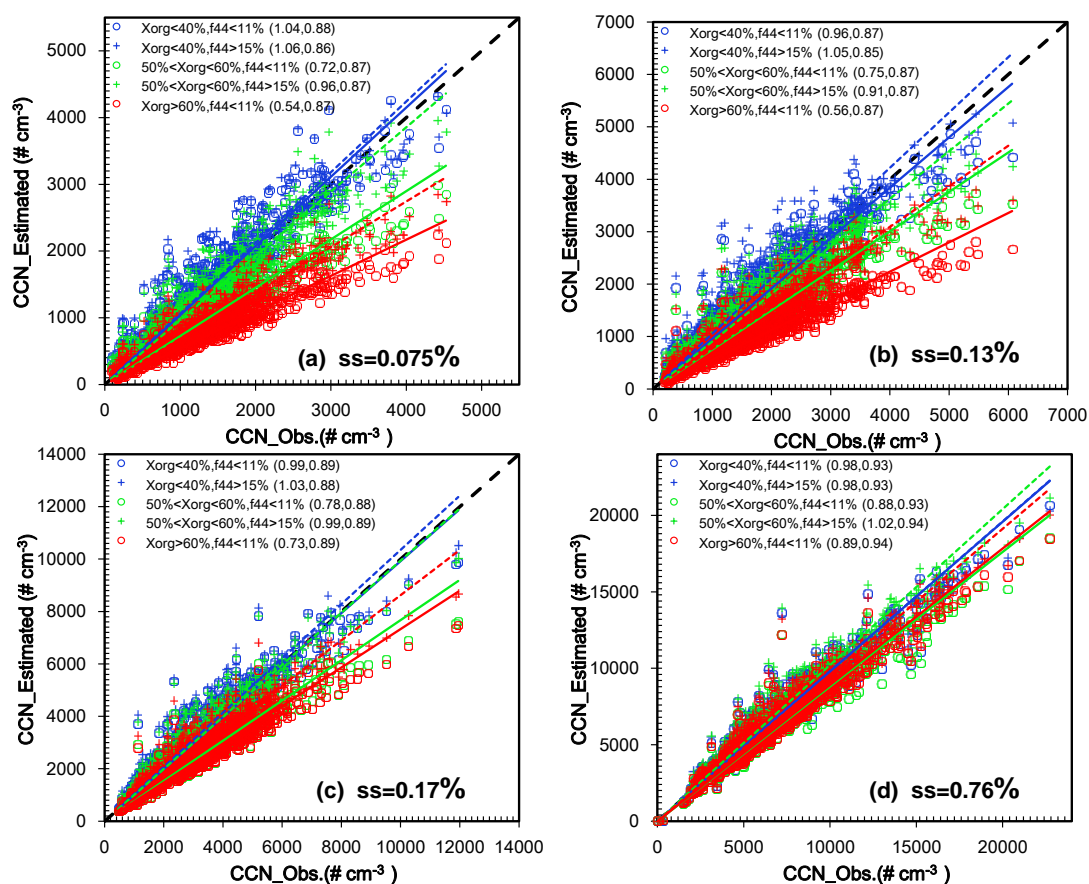 5000
4000
3000
2000
1000
0
CCN_Estimated (# cm-3)
Xorg<40%,f44<11% (1.04,0.88)
Xorg<40%,f44>15% (1.06,0.86)
50%<Xorg<60%,f44<11% (0.72,0.87)
50%<Xorg<60%,f44>15% (0.96,0.87)
Xorg>60%,f44<11% (0.54,0.87)
(a) ss=0.075%
0 1000 2000 3000 4000 5000
CCN_Obs.(# cm-3 )
7000
6000
5000
4000
3000
2000
1000
0
CCN_Estimated (# cm-3)
Xorg<40%,f44<11% (0.96,0.87)
Xorg<40%,f44>15% (1.05,0.85)
50%<Xorg<60%,f44<11% (0.75,0.87)
50%<Xorg<60%,f44>15% (0.91,0.87)
Xorg>60%,f44<11% (0.56,0.87)
(b) ss=0.13%
0 1000 2000 3000 4000 5000 6000 7000
CCN_Obs.(# cm-3 )
14000
12000
10000
8000
6000
4000
2000
0
CCN_Estimated (# cm-3)
Xorg<40%,f44<11% (0.99,0.89)
Xorg<40%,f44>15% (1.03,0.88)
50%<Xorg<60%,f44<11% (0.78,0.88)
50%<Xorg<60%,f44>15% (0.99,0.89)
Xorg>60%,f44<11% (0.73,0.89)
(c) ss=0.17%
0 2000 4000 6000 8000 10000 12000 14000
CCN_Obs.(# cm-3 )
20000
15000
10000
5000
0
CCN_Estimated (# cm-3)
Xorg<40%,f44<11% (0.98,0.93)
Xorg<40%,f44>15% (0.98,0.93)
50%<Xorg<60%,f44<11% (0.88,0.93)
50%<Xorg<60%,f44>15% (1.02,0.94)
Xorg>60%,f44<11% (0.89,0.94)
(d) ss=0.76%
0 5000 10000 15000 20000
CCN_Obs.(# cm-3 )